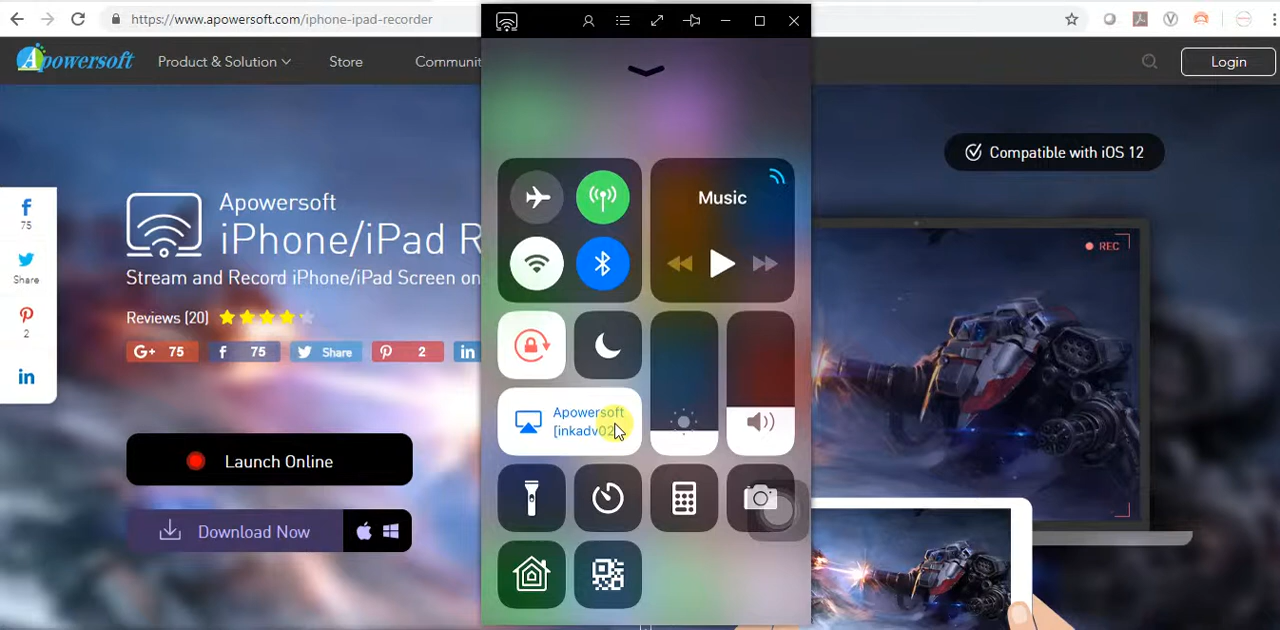 https://www.apowersoft.com/iphone-ipad-recorder
Apowersoft
Product & Solution
Store
Communit
Login
Compatible with iOS 12
75
Share
2
Apowersoft
iPhone/iPad R
Stream and Record iPhone/iPad Screen on
Reviews (20)
G+ 75
75
Share
2
in
Launch Online
Download Now
Music
Apowersoft
[inkadv02
REC